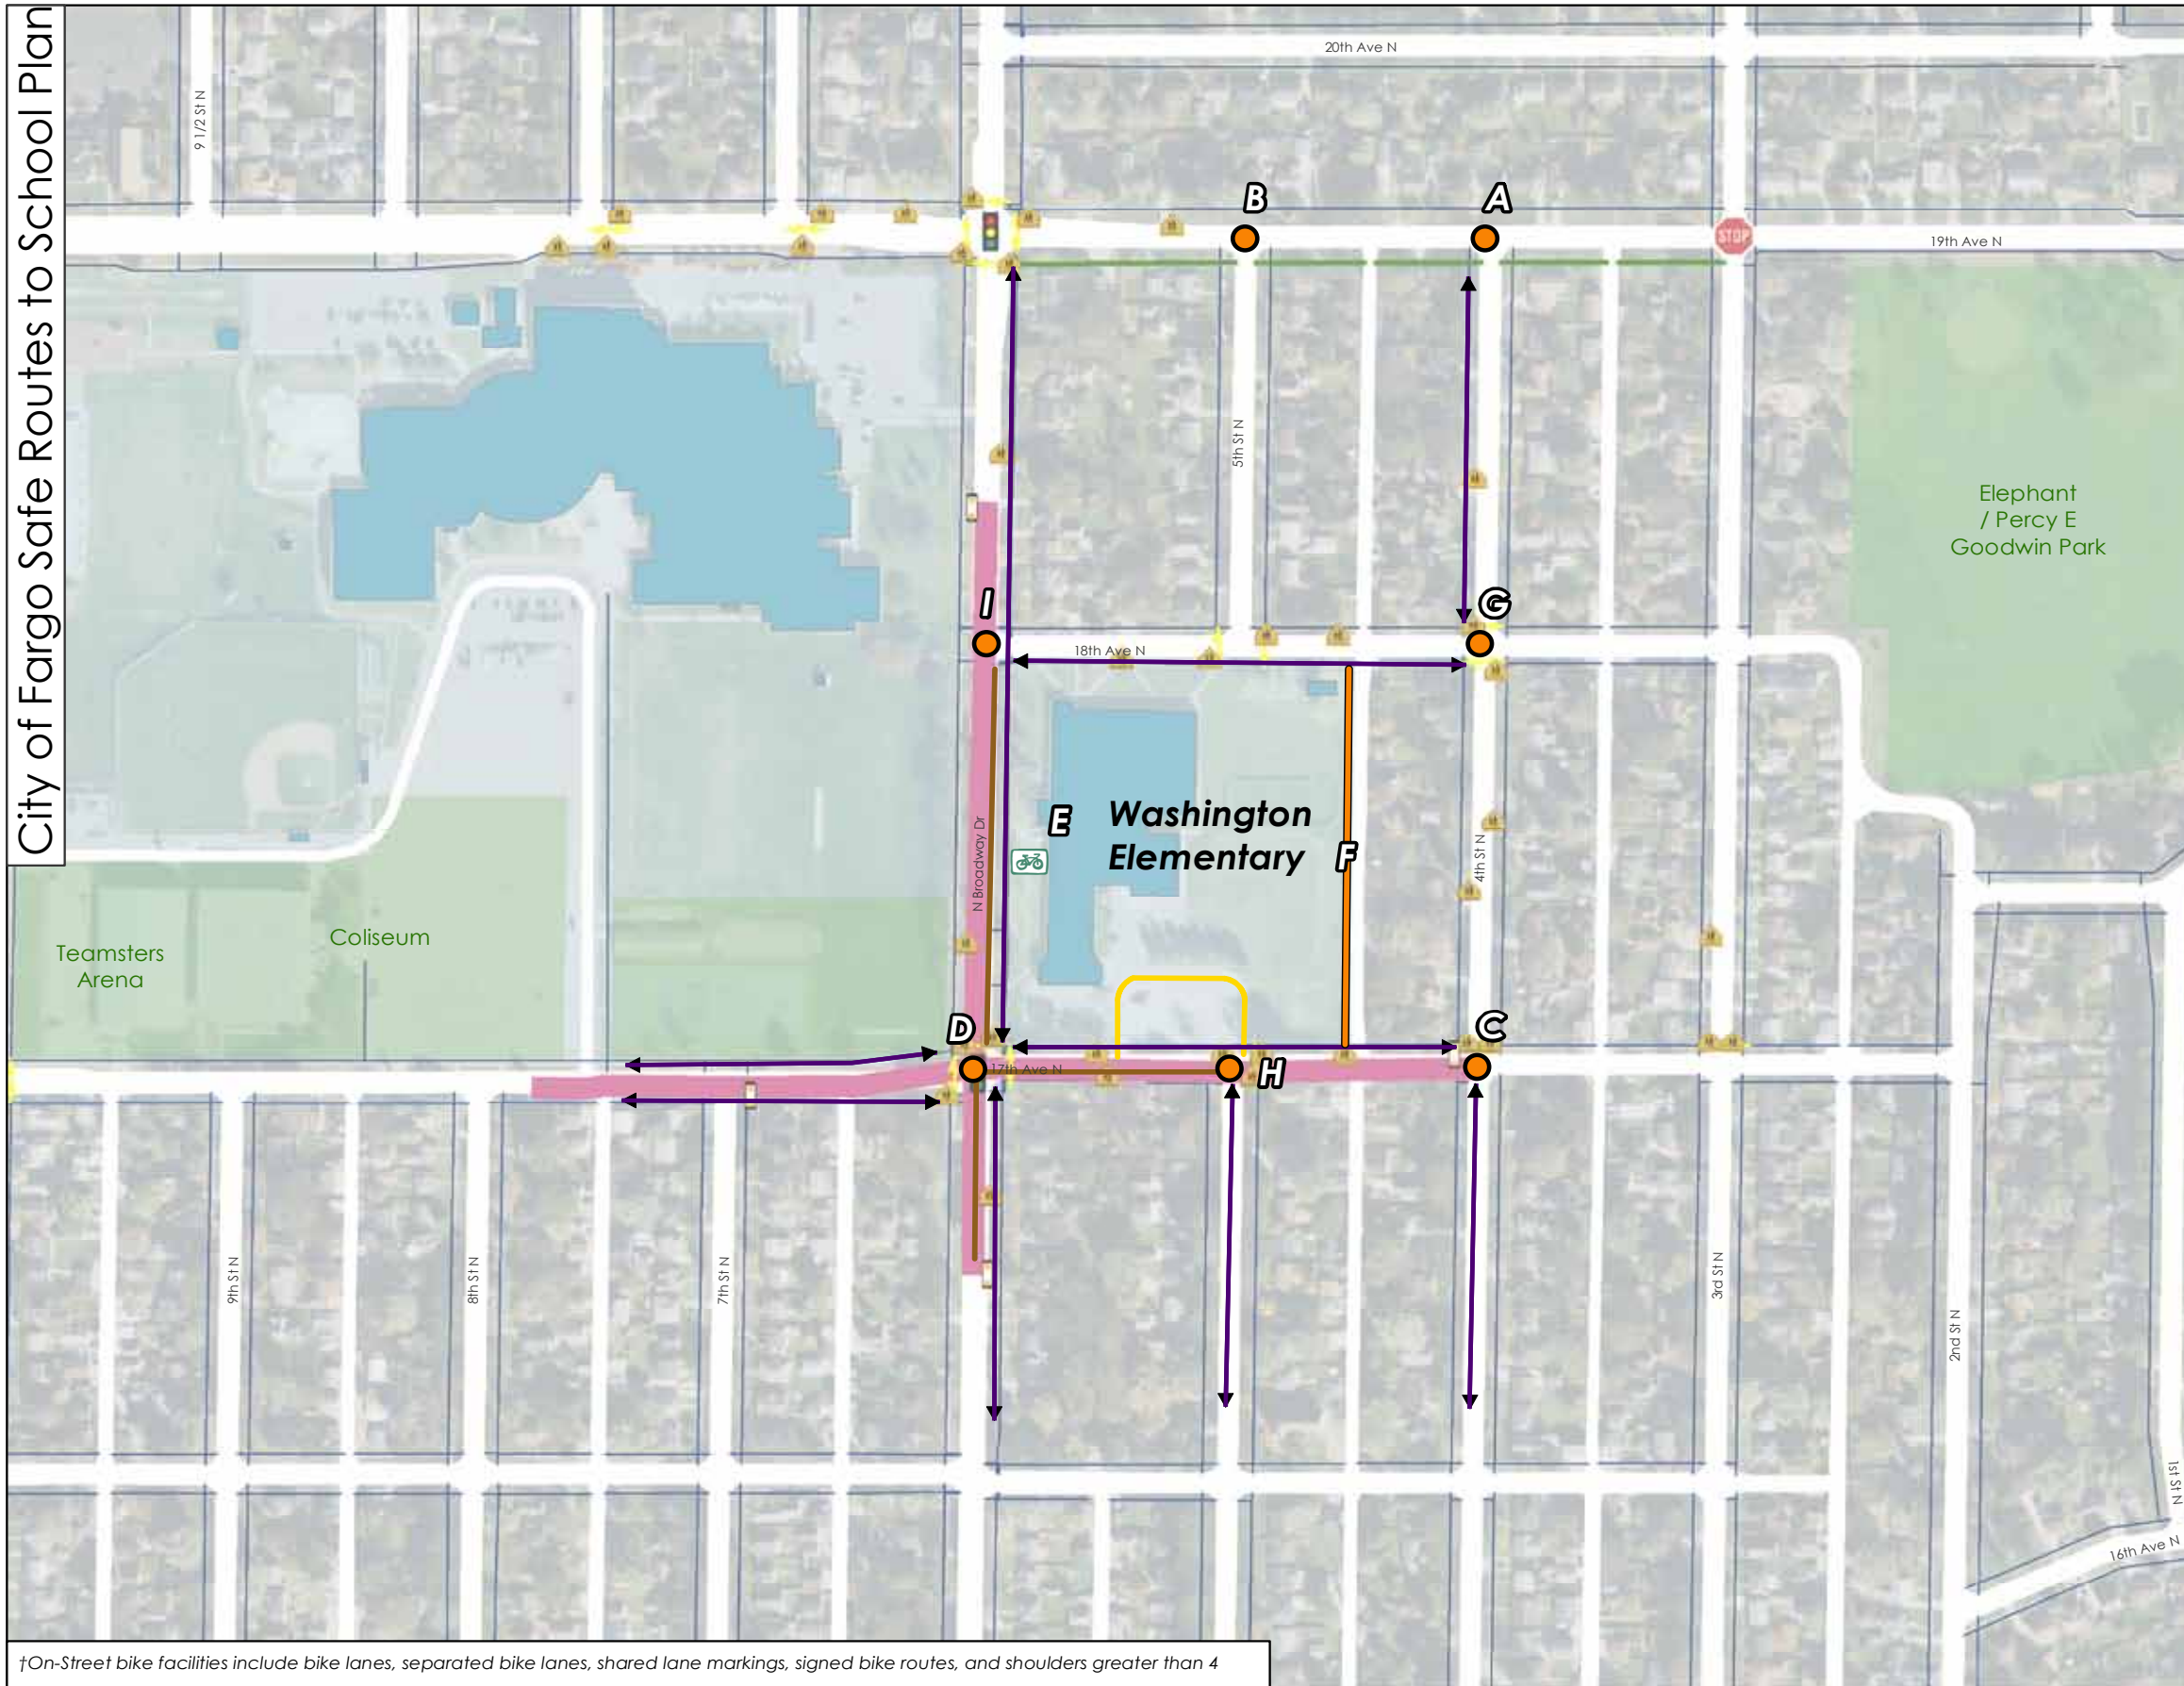 City of Fargo Safe Routes to School Plan
20th Ave N
9 1/2 St N
B
A
STOP
19th Ave N
5th St N
Elephant
/ Percy E
Goodwin Park
I
G
18th Ave N
E
Washington
Elementary
F
N Broadway Dr
4th St N
Coliseum
Teamsters
Arena
D
C
17th Ave N
H
9th St N
8th St N
7th St N
3rd St N
2nd St N
1st St N
16th Ave N
†On-Street bike facilities include bike lanes, separated bike lanes, shared lane markings, signed bike routes, and shoulders greater than 4